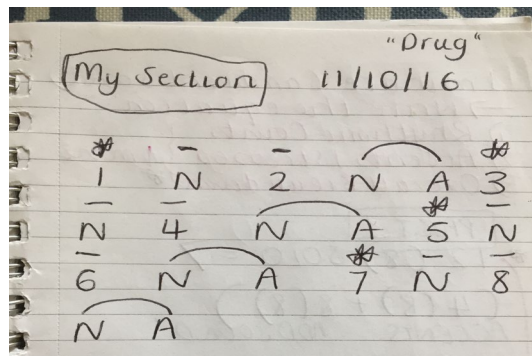 "Drug"
My Section 11/10/16
* - - *
1 N 2 N A 3
- - * -
N 4 N A 5 N
- * - -
6 N A 7 N 8
N A